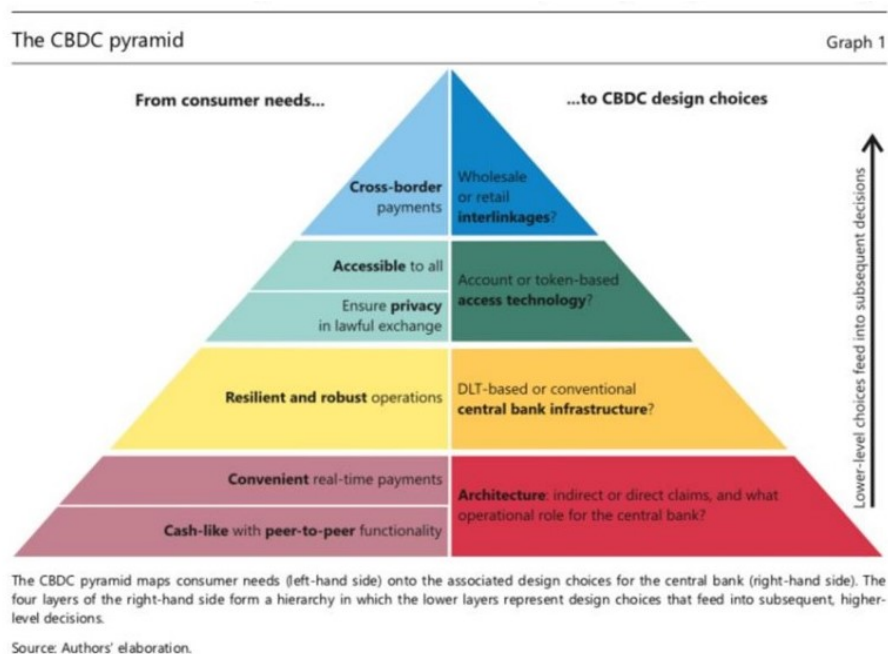 The CBDC pyramid
Graph 1
From consumer needs...
...to CBDC design choices
Cross-border
payments
Wholesale
or retail
interlinkages?
Accessible to all
Ensure privacy
in lawful exchange
Account or token-based
access technology?
Resilient and robust operations
DLT-based or conventional
central bank infrastructure?
Convenient real-time payments
Cash-like with peer-to-peer functionality
Architecture: indirect or direct claims, and what
operational role for the central bank?
Lower-level choices feed into subsequent decisions
The CBDC pyramid maps consumer needs (left-hand side) onto the associated design choices for the central bank (right-hand side). The
four layers of the right-hand side form a hierarchy in which the lower layers represent design choices that feed into subsequent, higher-
level decisions.
Source: Authors' elaboration.